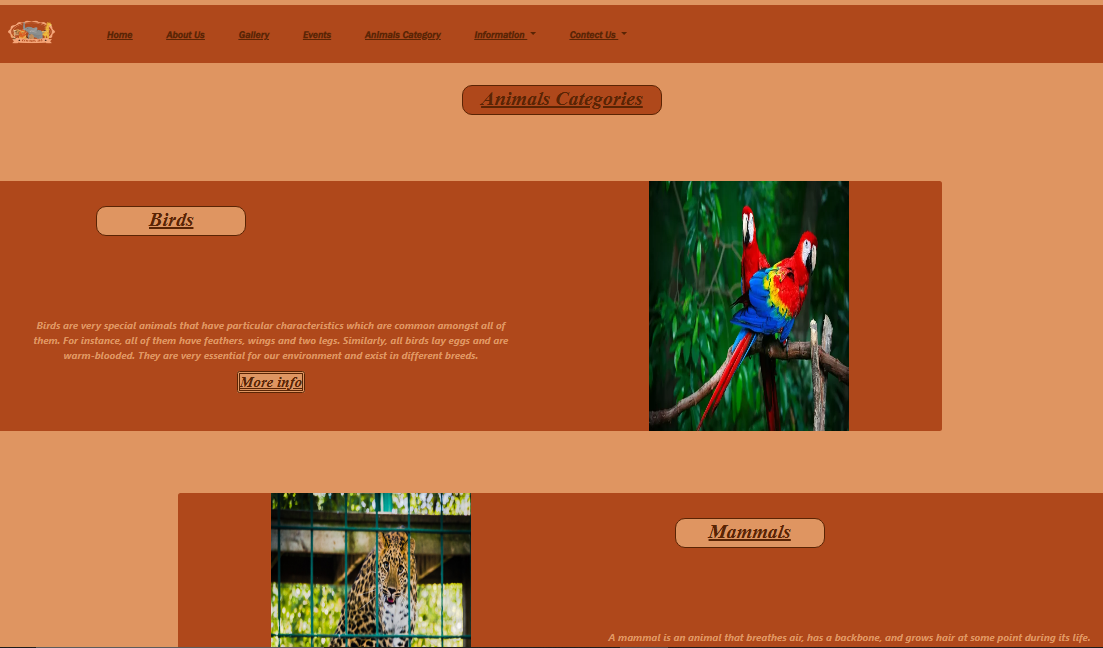 Home About Us Gallery Events Animals Category Information Contact Us
Animals Categories
Birds
Birds are very special animals that have particular characteristics which are common amongst all of
them. For instance, all of them have feathers, wings and two legs. Similarly, all birds lay eggs and are
warm-blooded. They are very essential for our environment and exist in different breeds.
More info
Mammals
A mammal is an animal that breathes air, has a backbone, and grows hair at some point during its life.